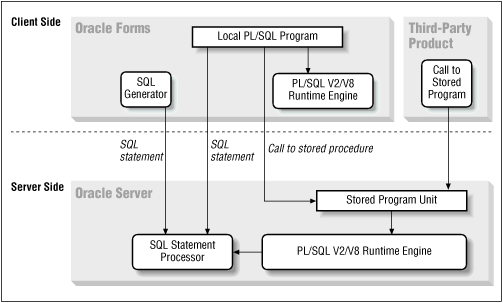 Client Side
Oracle Forms
Third-Party
Product
Local PL/SQL Program
SQL
Generator
PL/SQL V2/V8
Runtime Engine
Call to
Stored
Program
SQL
statement
SQL
statement
Call to stored procedure
Server Side
Oracle Server
Stored Program Unit
SQL Statement
Processor
PL/SQL V2/V8 Runtime Engine